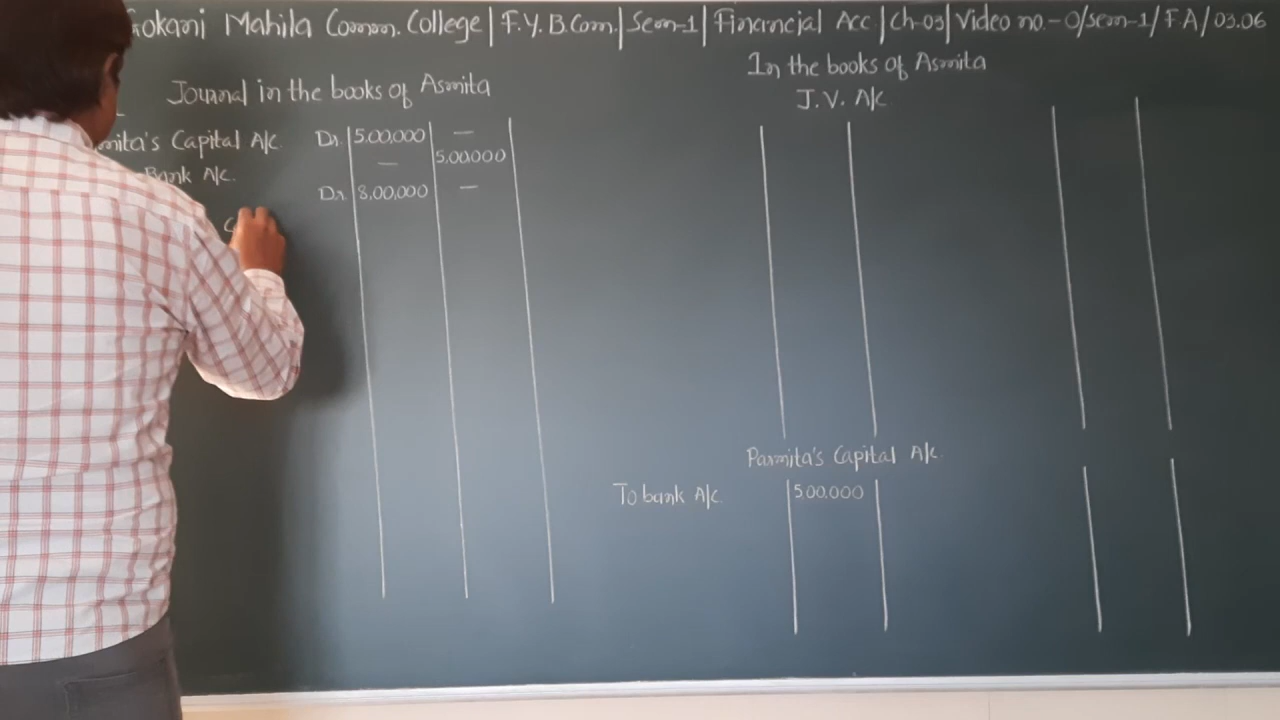 Gokani Mahila Comm. College | F.Y.B.Com. | Sem-1 | Financial Acc | Ch-03 | Video no.- 0/sem-1/F.A/03.06
Journal in the books of Asmita
Capital A/c. Dr. 5,00,000 —
Bank A/c. — 5,00,000
Dr. 8,00,000 —
In the books of Asmita
J.V. A/c
Parmita's Capital A/c.
To bank A/c. 5,00,000